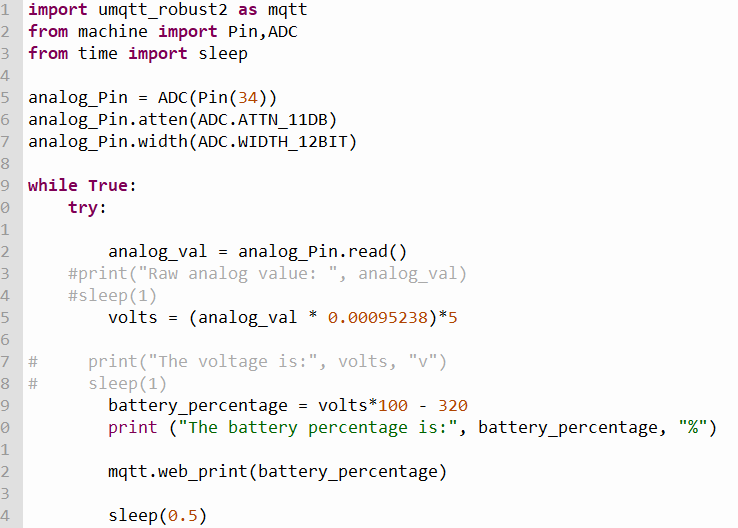 1 import umqtt_robust2 as mqtt
2 from machine import Pin,ADC
3 from time import sleep
4
5 analog_Pin = ADC(Pin(34))
6 analog_Pin.atten(ADC.ATTN_11DB)
7 analog_Pin.width(ADC.WIDTH_12BIT)
8
9 while True:
0     try:
1
2         analog_val = analog_Pin.read()
3     #print("Raw analog value: ", analog_val)
4     #sleep(1)
5         volts = (analog_val * 0.00095238)*5
6
7 #     print("The voltage is:", volts, "v")
8 #     sleep(1)
9         battery_percentage = volts*100 - 320
0         print ("The battery percentage is:", battery_percentage, "%")
1
2         mqtt.web_print(battery_percentage)
3
4         sleep(0.5)